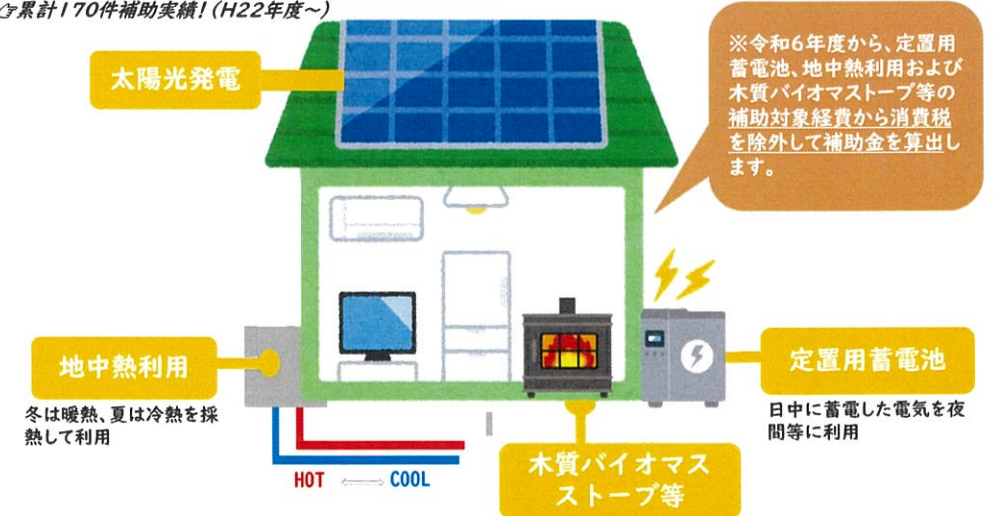 ☞累計170件補助実績!(H22年度~)
太陽光発電
※令和6年度から、定置用
蓄電池、地中熱利用および
木質バイオマストーブ等の
補助対象経費から消費税
を除外して補助金を算出し
ます。
地中熱利用
冬は暖熱、夏は冷熱を採
熱して利用
定置用蓄電池
日中に蓄電した電気を夜
間等に利用
木質バイオマス
ストーブ等
HOT ⟺ COOL